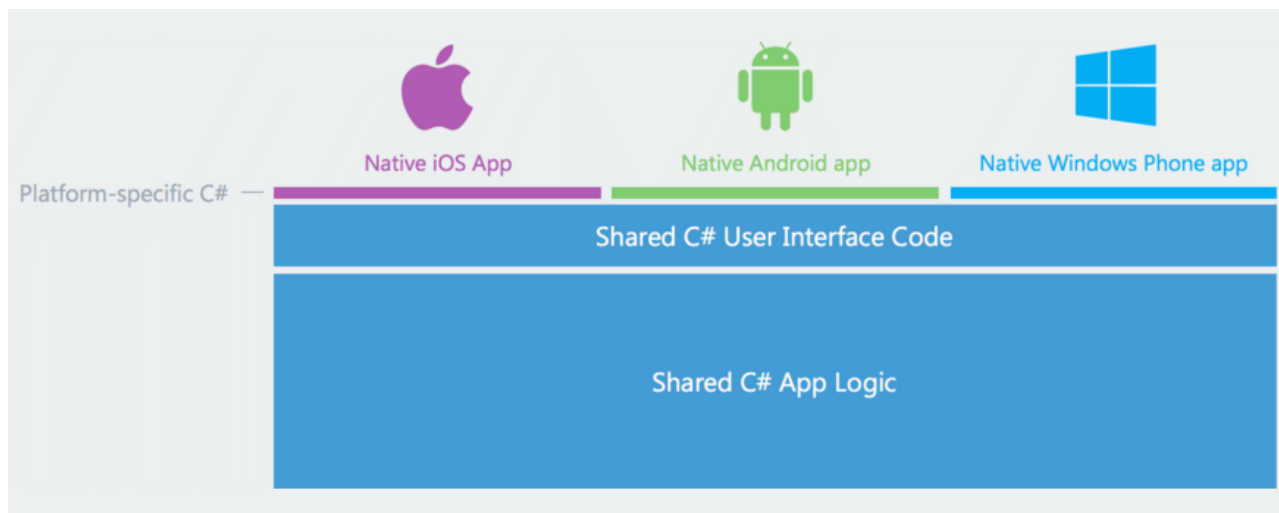 Native iOS App
Native Android app
Native Windows Phone app
Platform-specific C#
Shared C# User Interface Code
Shared C# App Logic